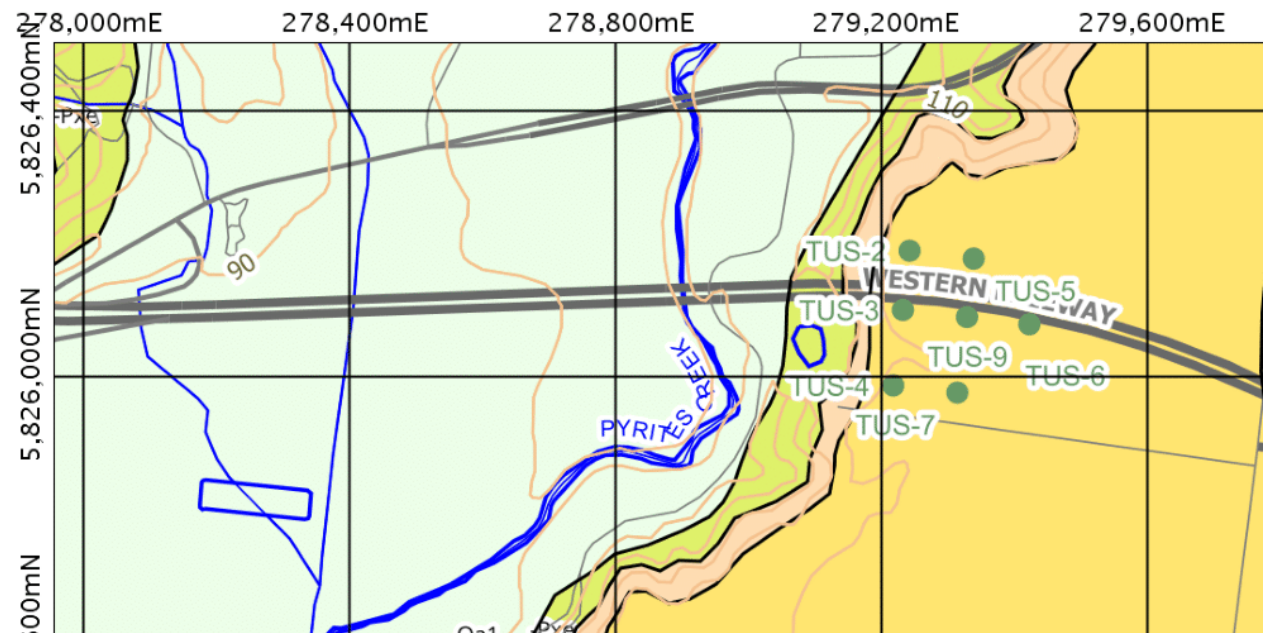 278,000mE 278,400mE 278,800mE 279,200mE 279,600mE
5,826,400mN
110
-Pxe
TUS-2
90
WESTERN
TUS-5
TUS-3
5,826,000mN
CREEK
TUS-9
TUS-4
TUS-6
PYRITES
TUS-7
Qa1
-Pxe